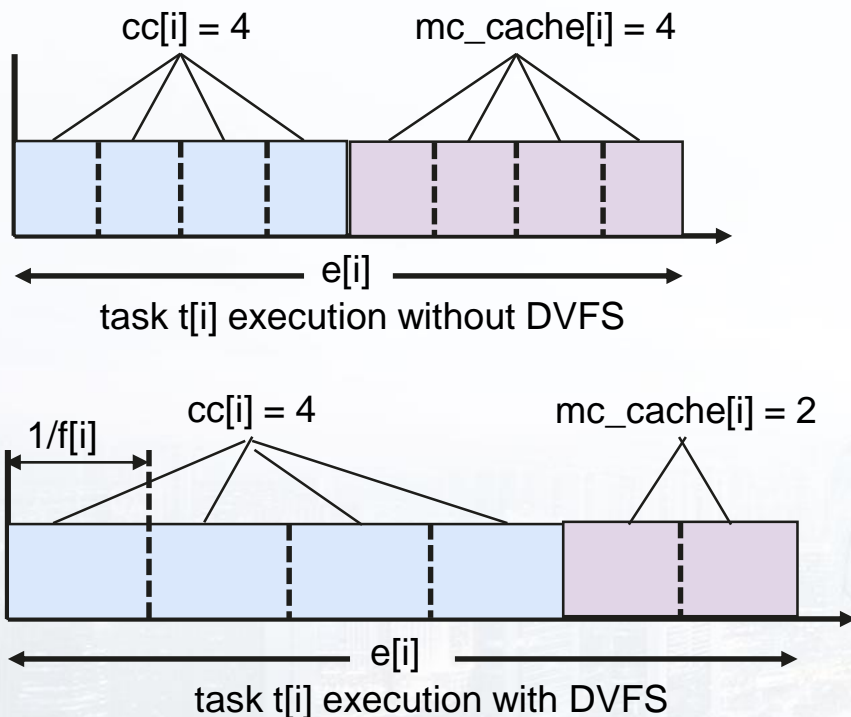 cc[i] = 4 mc_cache[i] = 4
e[i]
task t[i] execution without DVFS
cc[i] = 4 mc_cache[i] = 2
1/f[i]
e[i]
task t[i] execution with DVFS